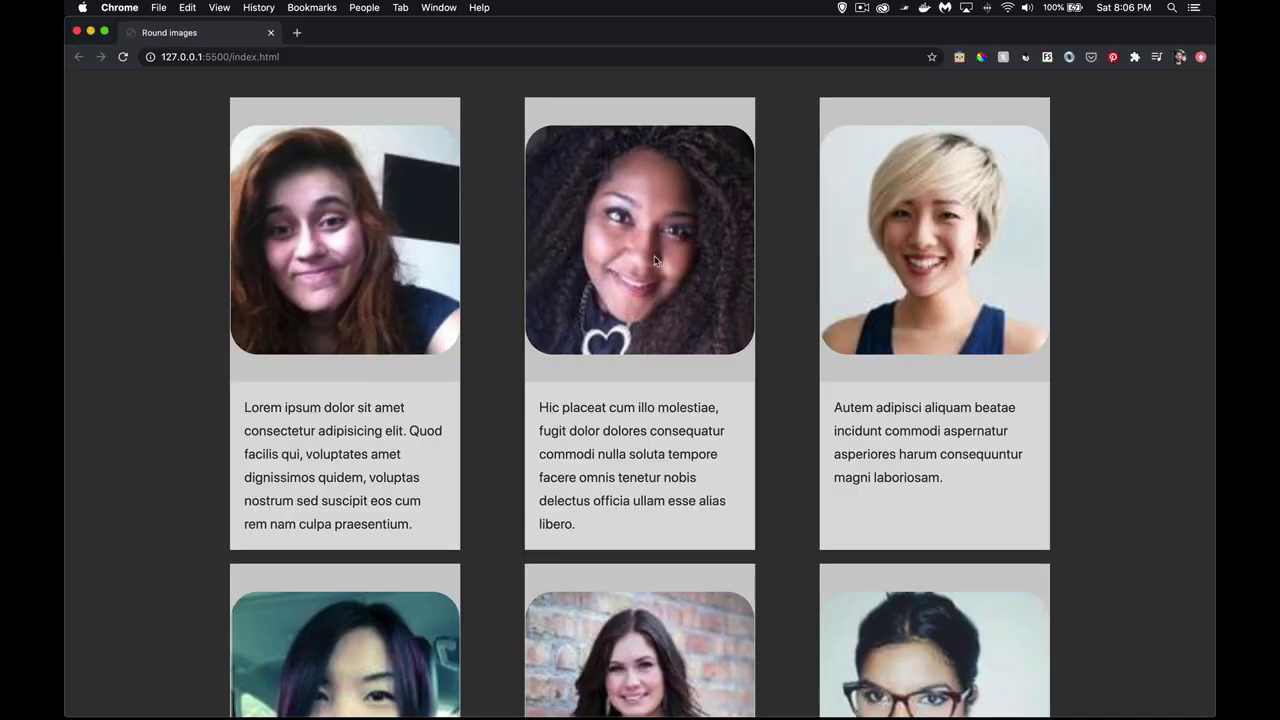 Chrome File Edit View History Bookmarks People Tab Window Help 100% Sat 8:06 PM
Round images
127.0.0.1:5500/index.html
Lorem ipsum dolor sit amet
consectetur adipisicing elit. Quod
facilis qui, voluptates amet
dignissimos quidem, voluptas
nostrum sed suscipit eos cum
rem nam culpa praesentium.
Hic placeat cum illo molestiae,
fugit dolor dolores consequatur
commodi nulla soluta tempore
facere omnis tenetur nobis
delectus officia ullam esse alias
libero.
Autem adipisci aliquam beatae
incidunt commodi aspernatur
asperiores harum consequuntur
magni laboriosam.